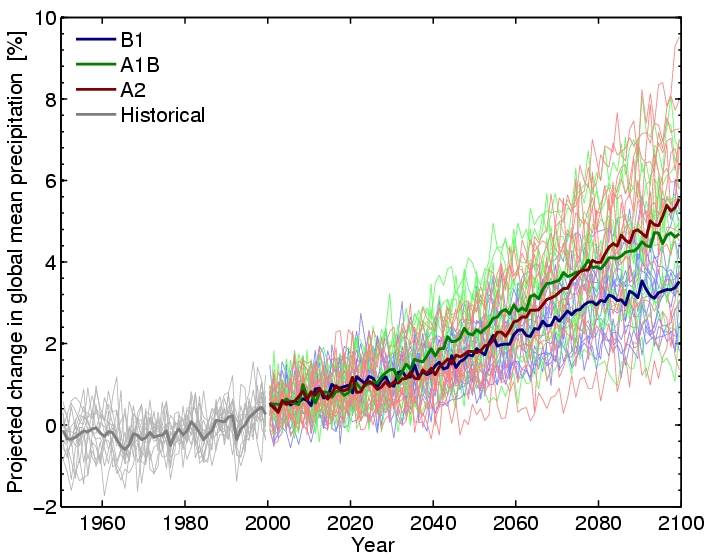 Projected change in global mean precipitation [%]
10
8
6
4
2
0
−2
B1
A1B
A2
Historical
1960 1980 2000 2020 2040 2060 2080 2100
Year